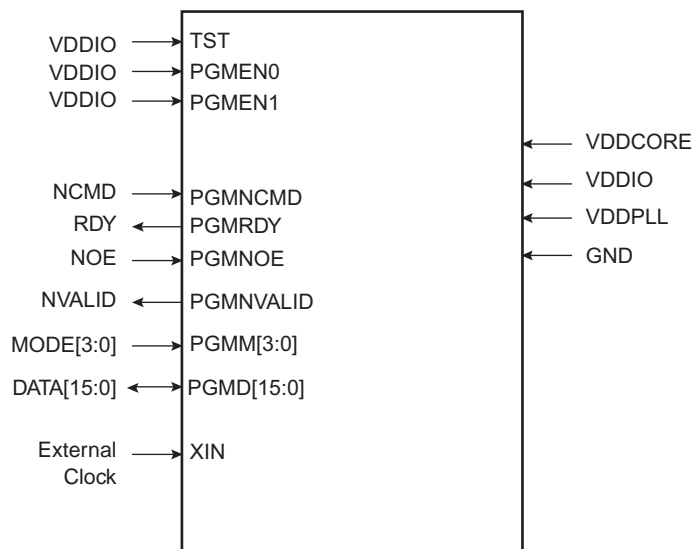 VDDIO TST
VDDIO PGMEN0
VDDIO PGMEN1
VDDCORE
VDDIO
NCMD PGMNCMD
VDDPLL
RDY PGMRDY
GND
NOE PGMNOE
NVALID PGMNVALID
MODE[3:0] PGMM[3:0]
DATA[15:0] PGMD[15:0]
External XIN
Clock